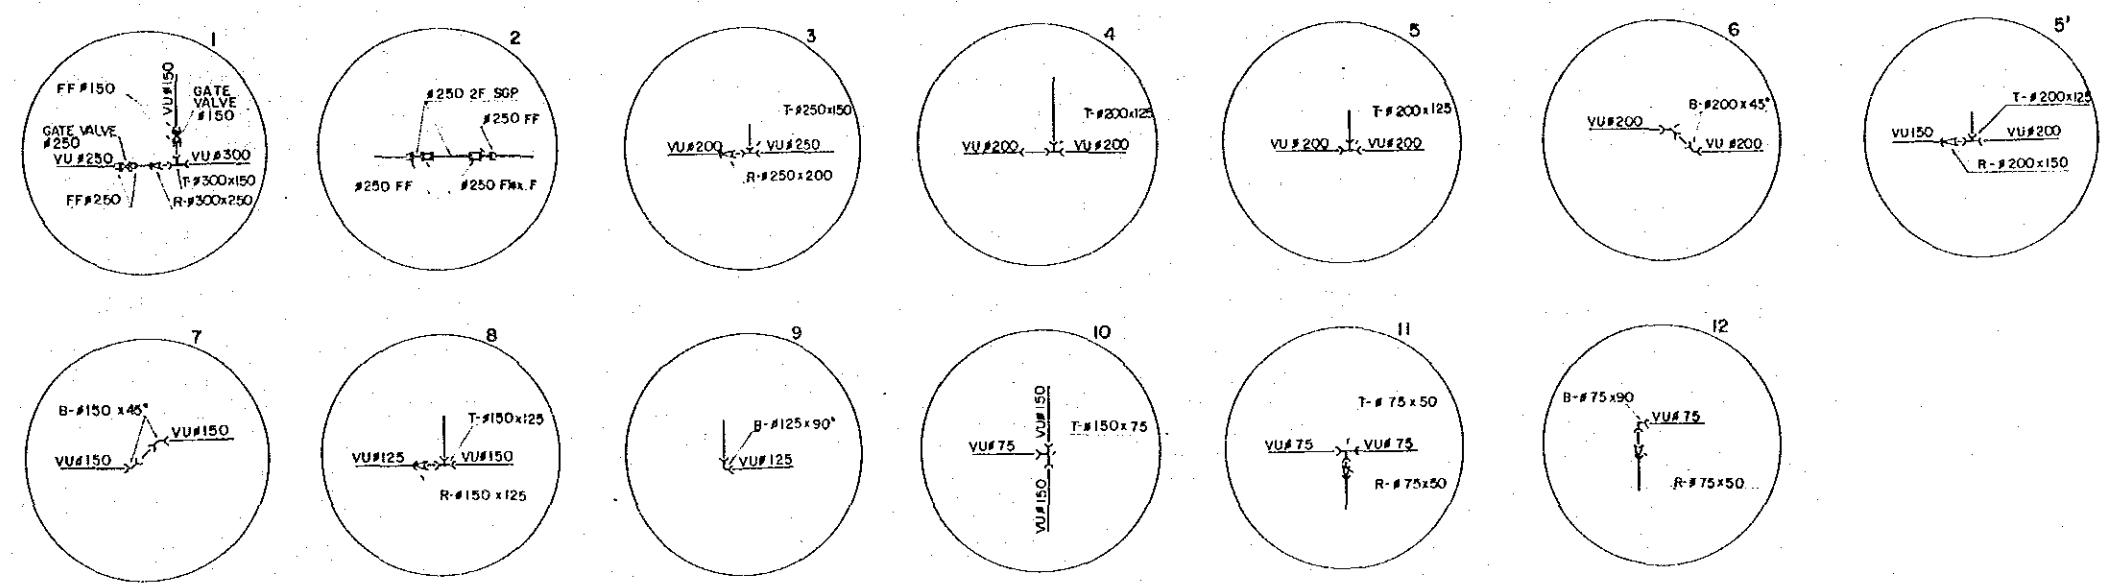 1
FF ø150
VU ø150
GATE
VALVE
ø150
GATE VALVE
ø250
VU ø250
VU ø300
T-ø300x150
FF ø250
R-ø300x250
2
ø250 2F SGP
ø250 FF
ø250 FF
ø250 Flex. F
3
T-ø250x150
VU ø200
VU ø250
R-ø250x200
4
T-ø200x125
VU ø200
VU ø200
5
T-ø200x125
VU ø200
VU ø200
6
B-ø200x45°
VU ø200
VU ø200
5'
T-ø200x125
VU150
VU ø200
R-ø200x150
7
B-ø150 x45°
VU ø150
VU ø150
8
T-ø150x125
VU ø125
VU ø150
R-ø150 x125
9
B-ø125x90°
VU ø125
10
VU ø150
T-ø150x75
VU ø75
VU ø150
11
T-ø75x50
VU ø75
VU ø75
R-ø75x50
12
B-ø75x90
VU ø75
R-ø75x50